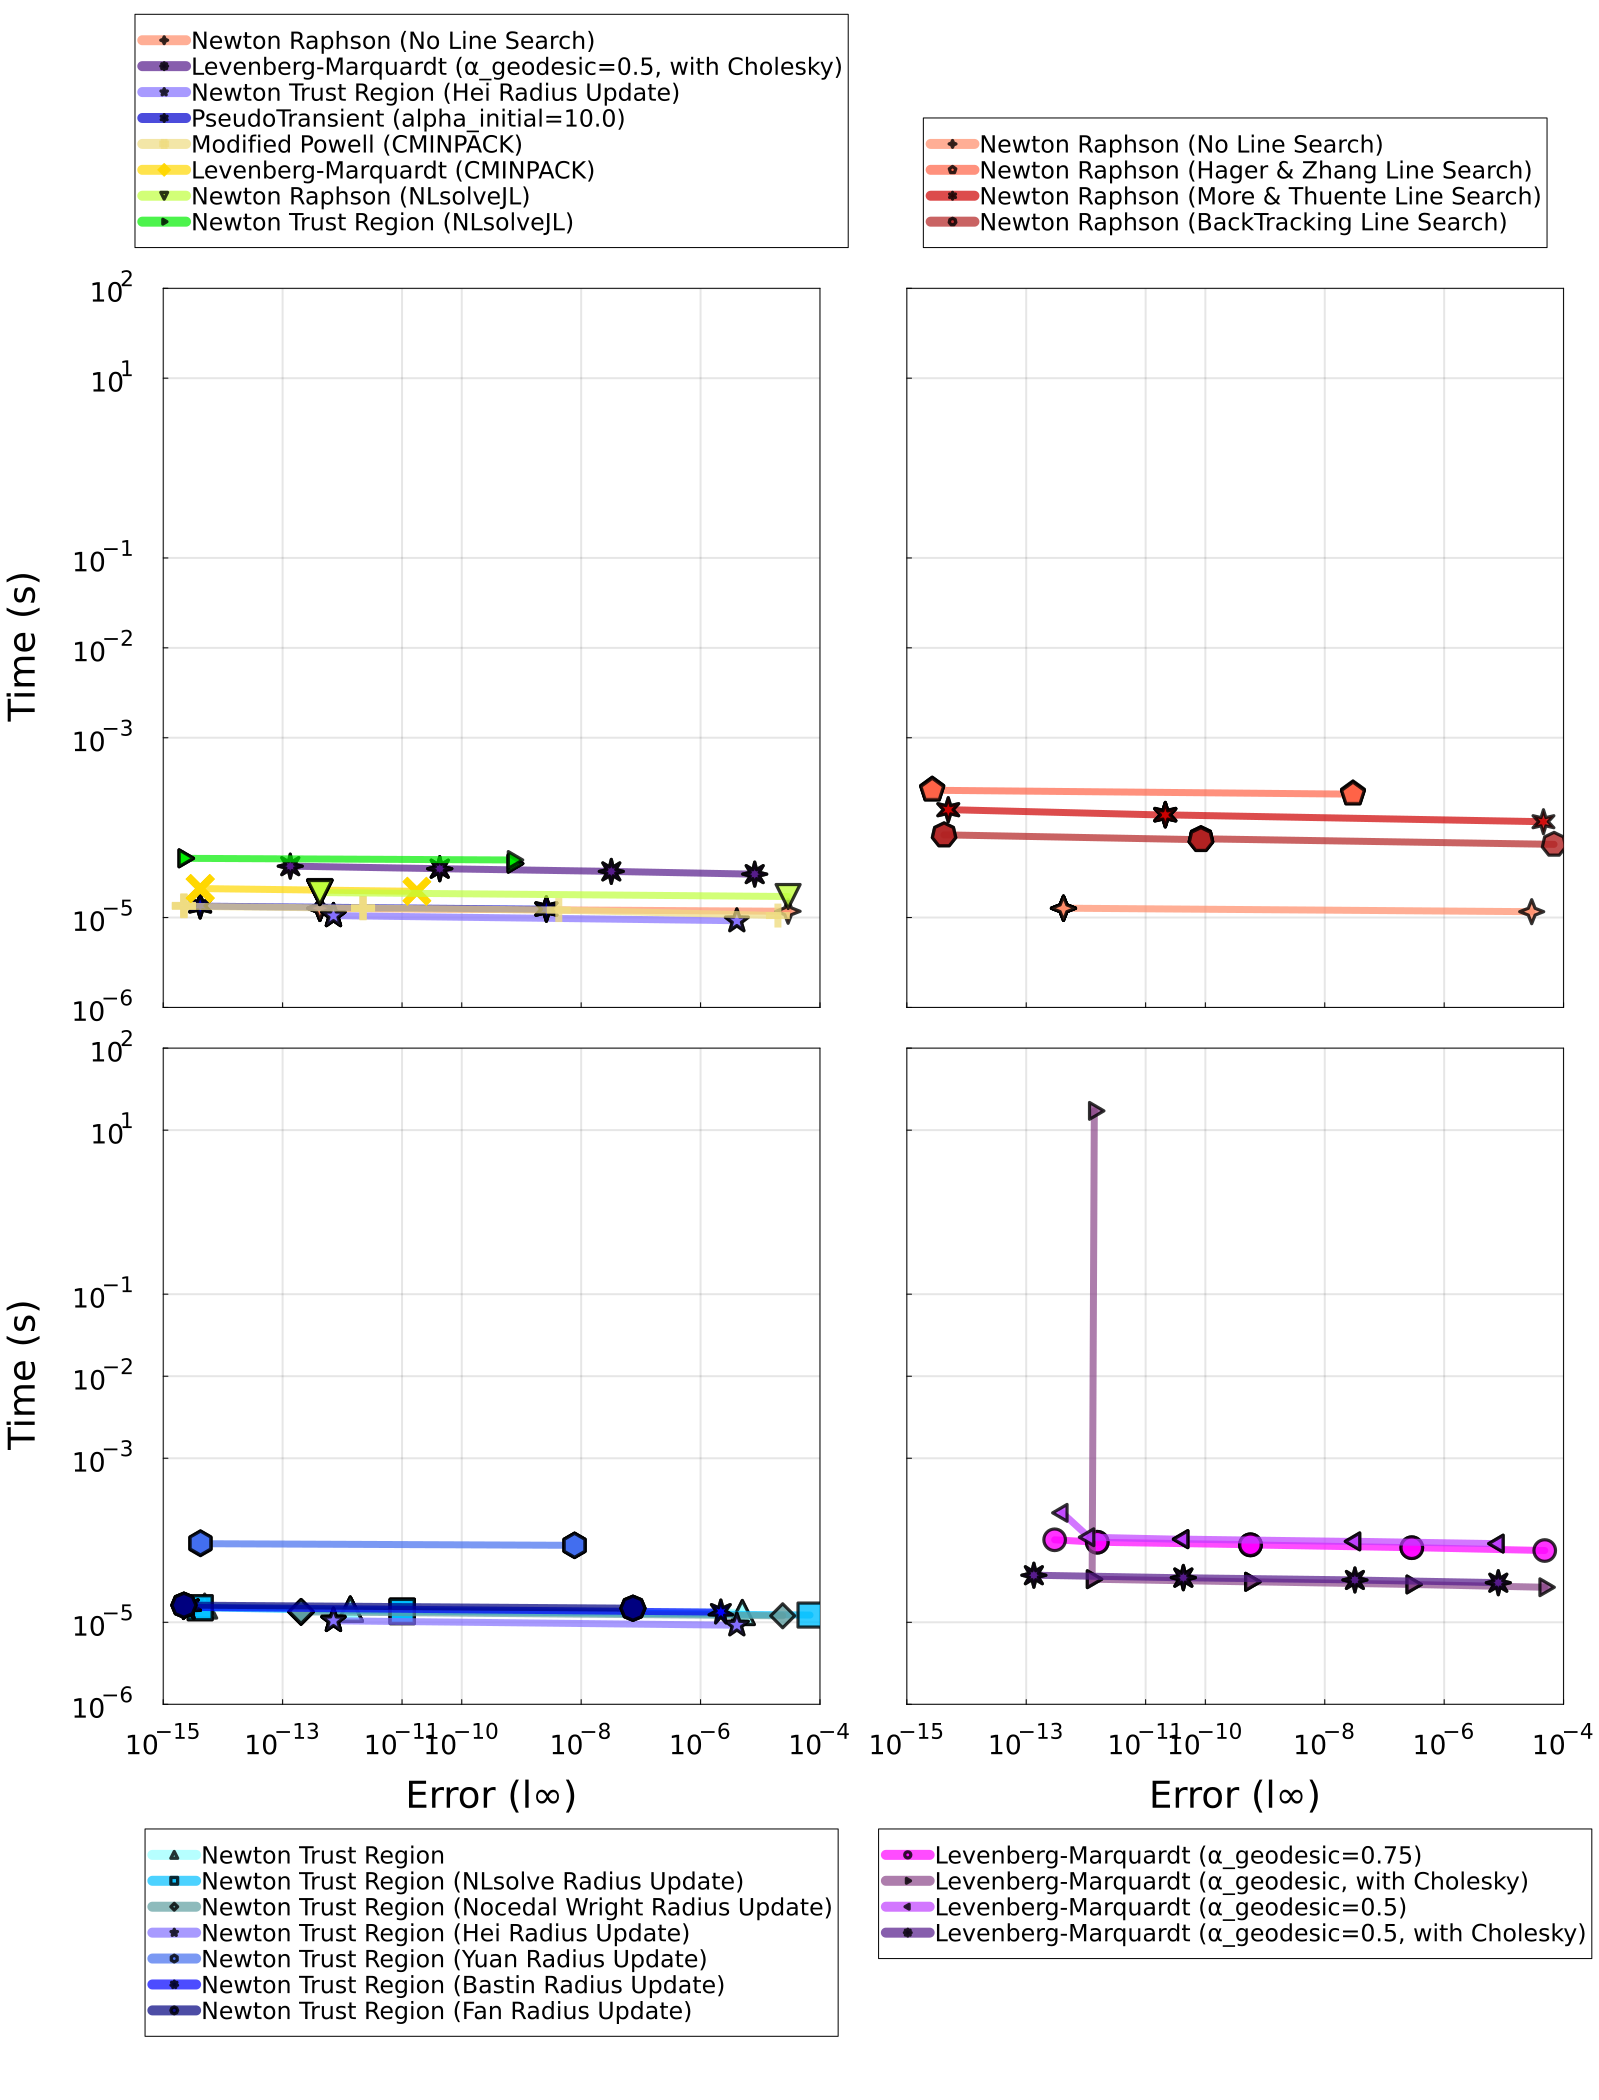 Newton Raphson (No Line Search)
Levenberg-Marquardt (α_geodesic=0.5, with Cholesky)
Newton Trust Region (Hei Radius Update)
PseudoTransient (alpha_initial=10.0)
Modified Powell (CMINPACK)
Levenberg-Marquardt (CMINPACK)
Newton Raphson (NLsolveJL)
Newton Trust Region (NLsolveJL)
Newton Raphson (No Line Search)
Newton Raphson (Hager & Zhang Line Search)
Newton Raphson (More & Thuente Line Search)
Newton Raphson (BackTracking Line Search)
10²
10¹
10⁻¹
10⁻²
10⁻³
10⁻⁵
10⁻⁶
Time (s)
10²
10¹
10⁻¹
10⁻²
10⁻³
10⁻⁵
10⁻⁶
Time (s)
10⁻¹⁵ 10⁻¹³ 10⁻¹¹ 10⁻¹⁰ 10⁻⁸ 10⁻⁶ 10⁻⁴
Error (l∞)
10⁻¹⁵ 10⁻¹³ 10⁻¹¹ 10⁻¹⁰ 10⁻⁸ 10⁻⁶ 10⁻⁴
Error (l∞)
Newton Trust Region
Newton Trust Region (NLsolve Radius Update)
Newton Trust Region (Nocedal Wright Radius Update)
Newton Trust Region (Hei Radius Update)
Newton Trust Region (Yuan Radius Update)
Newton Trust Region (Bastin Radius Update)
Newton Trust Region (Fan Radius Update)
Levenberg-Marquardt (α_geodesic=0.75)
Levenberg-Marquardt (α_geodesic, with Cholesky)
Levenberg-Marquardt (α_geodesic=0.5)
Levenberg-Marquardt (α_geodesic=0.5, with Cholesky)